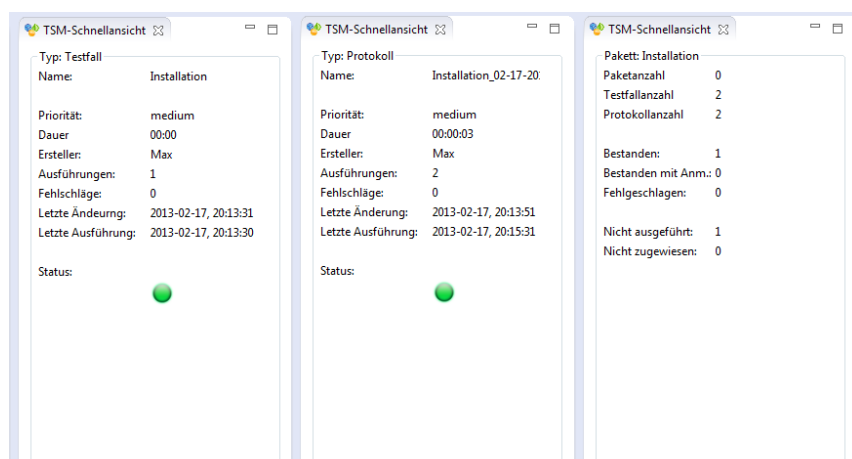 TSM-Schnellansicht
Typ: Testfall
Name: Installation
Priorität: medium
Dauer 00:00
Ersteller: Max
Ausführungen: 1
Fehlschläge: 0
Letzte Ändeurng: 2013-02-17, 20:13:31
Letzte Ausführung: 2013-02-17, 20:13:30
Status:
TSM-Schnellansicht
Typ: Protokoll
Name: Installation_02-17-20
Priorität: medium
Dauer 00:00:03
Ersteller: Max
Ausführungen: 2
Fehlschläge: 0
Letzte Änderung: 2013-02-17, 20:13:51
Letzte Ausführung: 2013-02-17, 20:15:31
Status:
TSM-Schnellansicht
Pakett: Installation
Paketanzahl 0
Testfallanzahl 2
Protokollanzahl 2
Bestanden: 1
Bestanden mit Anm.: 0
Fehlgeschlagen: 0
Nicht ausgeführt: 1
Nicht zugewiesen: 0